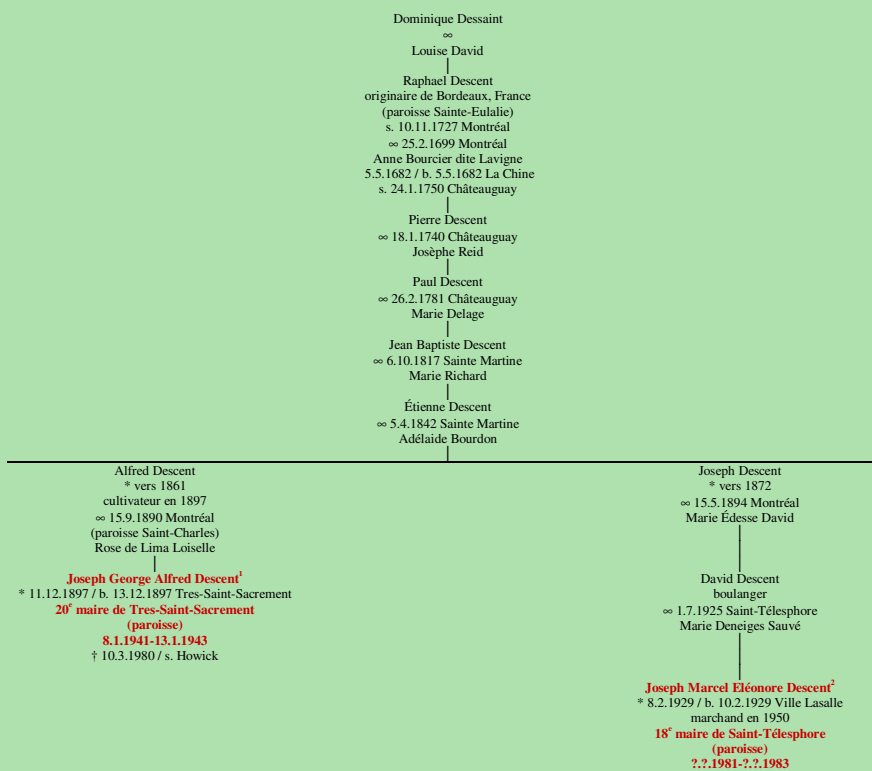 Dominique Dessaint
∞
Louise David
Raphael Descent
originaire de Bordeaux, France
(paroisse Sainte-Eulalie)
s. 10.11.1727 Montréal
∞ 25.2.1699 Montréal
Anne Bourcier dite Lavigne
5.5.1682 / b. 5.5.1682 La Chine
s. 24.1.1750 Châteauguay
Pierre Descent
∞ 18.1.1740 Châteauguay
Josèphe Reid
Paul Descent
∞ 26.2.1781 Châteauguay
Marie Delage
Jean Baptiste Descent
∞ 6.10.1817 Sainte Martine
Marie Richard
Étienne Descent
∞ 5.4.1842 Sainte Martine
Adélaide Bourdon
Alfred Descent
* vers 1861
cultivateur en 1897
∞ 15.9.1890 Montréal
(paroisse Saint-Charles)
Rose de Lima Loiselle
Joseph George Alfred Descent¹
* 11.12.1897 / b. 13.12.1897 Tres-Saint-Sacrement
20e maire de Tres-Saint-Sacrement
(paroisse)
8.1.1941-13.1.1943
† 10.3.1980 / s. Howick
Joseph Descent
* vers 1872
∞ 15.5.1894 Montréal
Marie Édesse David
David Descent
boulanger
∞ 1.7.1925 Saint-Télesphore
Marie Deneiges Sauvé
Joseph Marcel Eléonore Descent²
* 8.2.1929 / b. 10.2.1929 Ville Lasalle
marchand en 1950
18e maire de Saint-Télesphore
(paroisse)
?.?.1981-?.?.1983